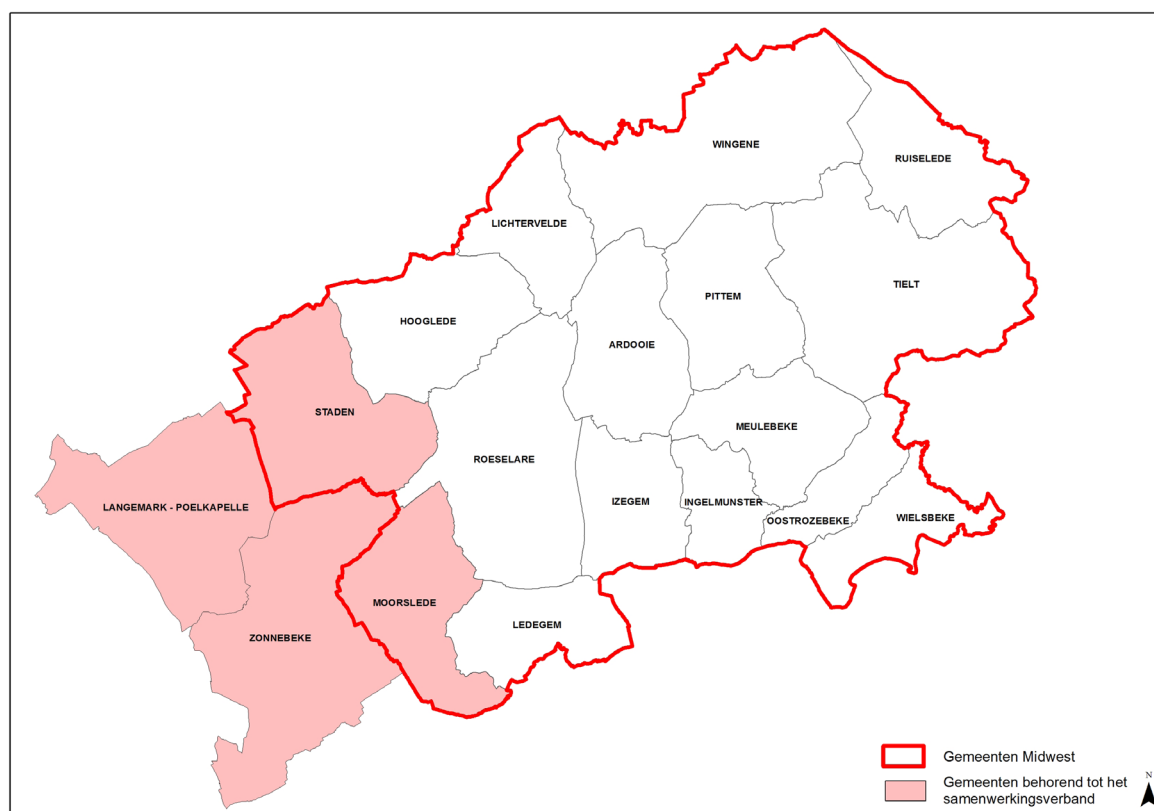 WINGENE
RUISELEDE
LICHTERVELDE
TIELT
PITTEM
HOOGLEDE
ARDOOIE
STADEN
MEULEBEKE
ROESELARE
LANGEMARK - POELKAPELLE
IZEGEM
INGELMUNSTER
OOSTROZEBEKE
WIELSBEKE
MOORSLEDE
LEDEGEM
ZONNEBEKE
Gemeenten Midwest
Gemeenten behorend tot het
samenwerkingsverband
N